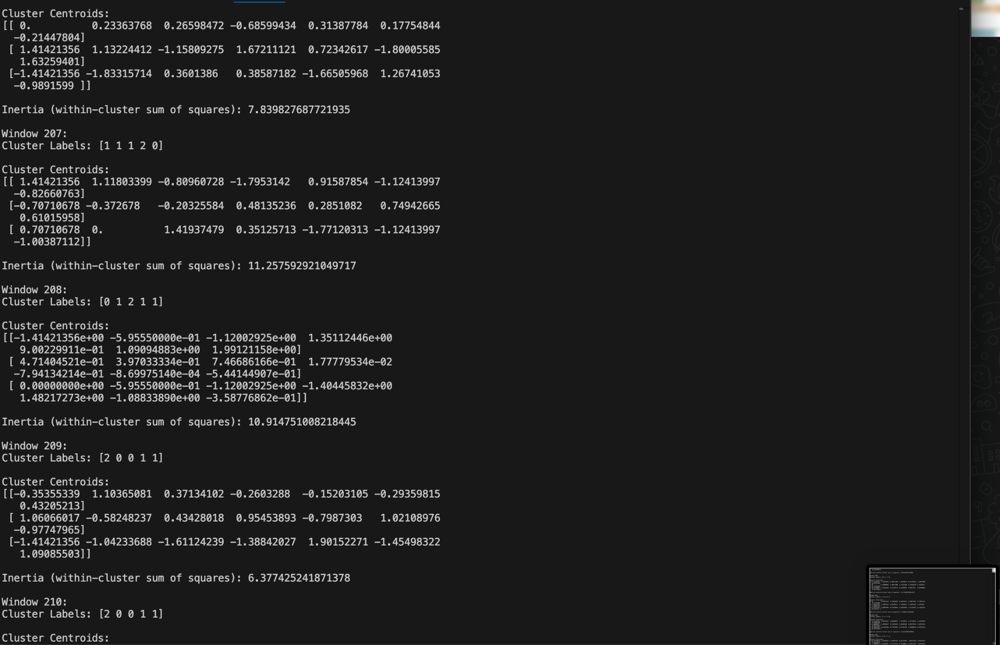 Cluster Centroids:
[[ 0.          0.23363768  0.26598472 -0.68599434  0.31387784  0.17754844
  -0.21447804]
 [ 1.41421356  1.13224412 -1.15809275  1.67211121  0.72342617 -1.80005585
   1.63259401]
 [-1.41421356 -1.83315714  0.3601386   0.38587182 -1.66505968  1.26741053
  -0.9891599 ]]

Inertia (within-cluster sum of squares): 7.839827687721935

Window 207:
Cluster Labels: [1 1 1 2 0]

Cluster Centroids:
[[ 1.41421356  1.11803399 -0.80960728 -1.7953142   0.91587854 -1.12413997
  -0.82660763]
 [-0.70710678 -0.372678   -0.20325584  0.48135236  0.2851082   0.74942665
   0.61015958]
 [ 0.70710678  0.          1.41937479  0.35125713 -1.77120313 -1.12413997
  -1.00387112]]

Inertia (within-cluster sum of squares): 11.257592921049717

Window 208:
Cluster Labels: [0 1 2 1 1]

Cluster Centroids:
[[-1.41421356e+00 -5.95550000e-01 -1.12002925e+00  1.35112446e+00
   9.00229911e-01  1.09094883e+00  1.99121158e+00]
 [ 4.71404521e-01  3.97033334e-01  7.46686166e-01  1.77779534e-02
  -7.94134214e-01 -8.69975140e-04 -5.44144907e-01]
 [ 0.00000000e+00 -5.95550000e-01 -1.12002925e+00 -1.40445832e+00
   1.48217273e+00 -1.08833890e+00 -3.58776862e-01]]

Inertia (within-cluster sum of squares): 10.914751008218445

Window 209:
Cluster Labels: [2 0 0 1 1]

Cluster Centroids:
[[-0.35355339  1.10365081  0.37134102 -0.2603288  -0.15203105 -0.29359815
   0.43205213]
 [ 1.06066017 -0.58248237  0.43428018  0.95453893 -0.7987303   1.02108976
  -0.97747965]
 [-1.41421356 -1.04233688 -1.61124239 -1.38842027  1.90152271 -1.45498322
   1.09085503]]

Inertia (within-cluster sum of squares): 6.377425241871378

Window 210:
Cluster Labels: [2 0 0 1 1]

Cluster Centroids: